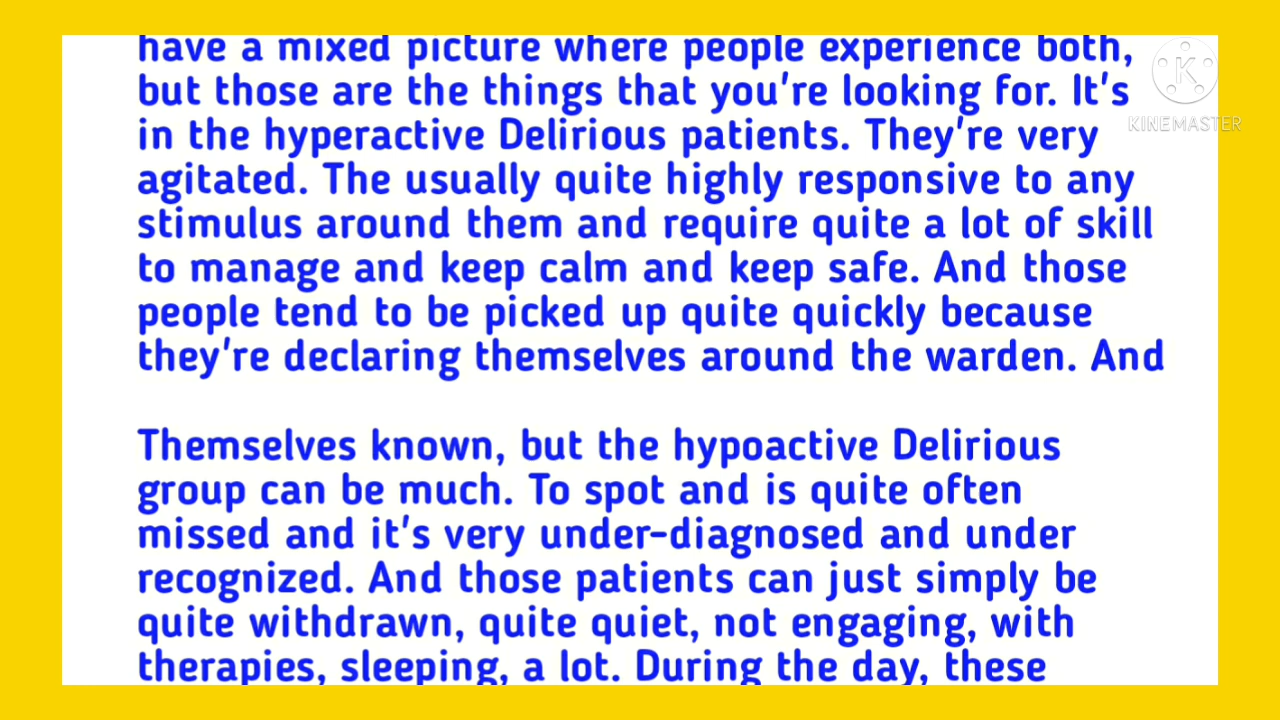 have a mixed picture where people experience both,
but those are the things that you're looking for. It's
in the hyperactive Delirious patients. They're very
agitated. The usually quite highly responsive to any
stimulus around them and require quite a lot of skill
to manage and keep calm and keep safe. And those
people tend to be picked up quite quickly because
they're declaring themselves around the warden. And
Themselves known, but the hypoactive Delirious
group can be much. To spot and is quite often
missed and it's very under-diagnosed and under
recognized. And those patients can just simply be
quite withdrawn, quite quiet, not engaging, with
therapies, sleeping, a lot. During the day, these
K
KINEMASTER